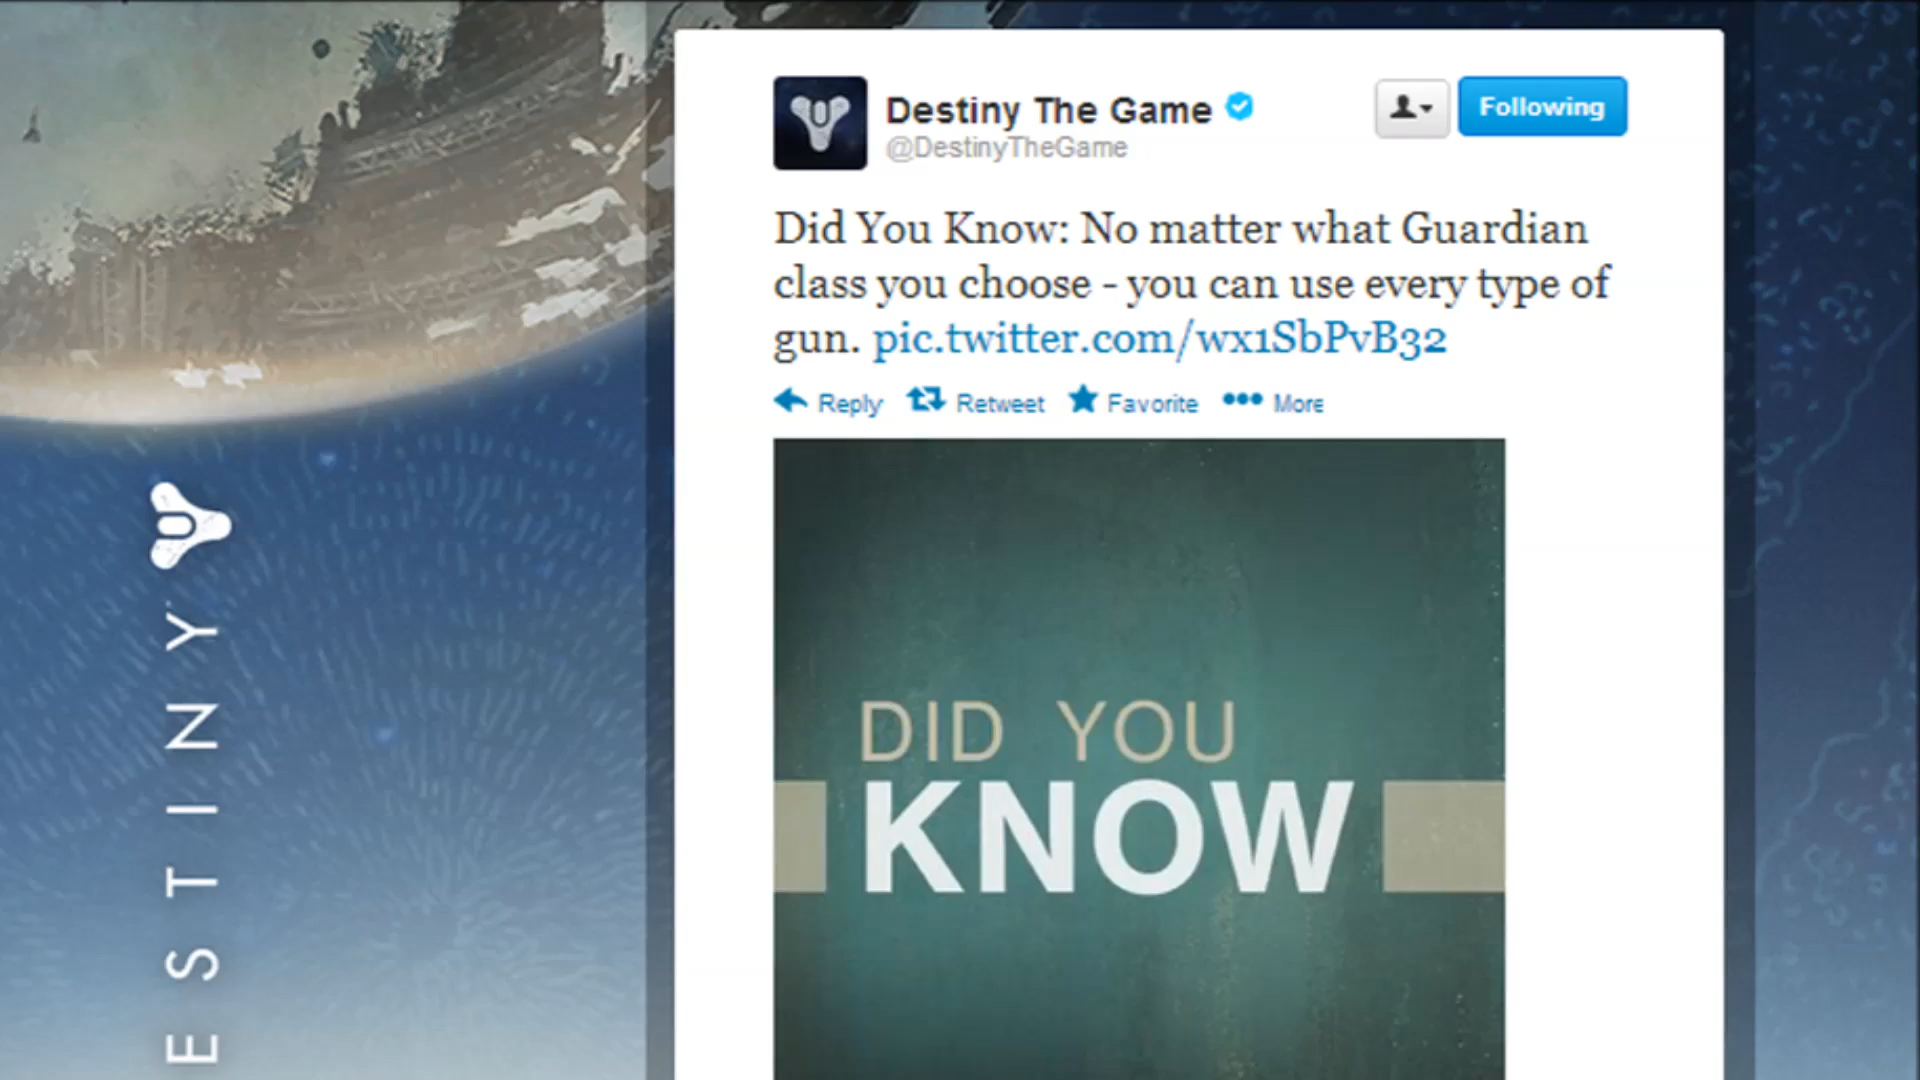 Destiny The Game
@DestinyTheGame
Following
Did You Know: No matter what Guardian
class you choose - you can use every type of
gun. pic.twitter.com/wx1SbPvB32
Reply Retweet Favorite More
DID YOU
KNOW
ESTINY